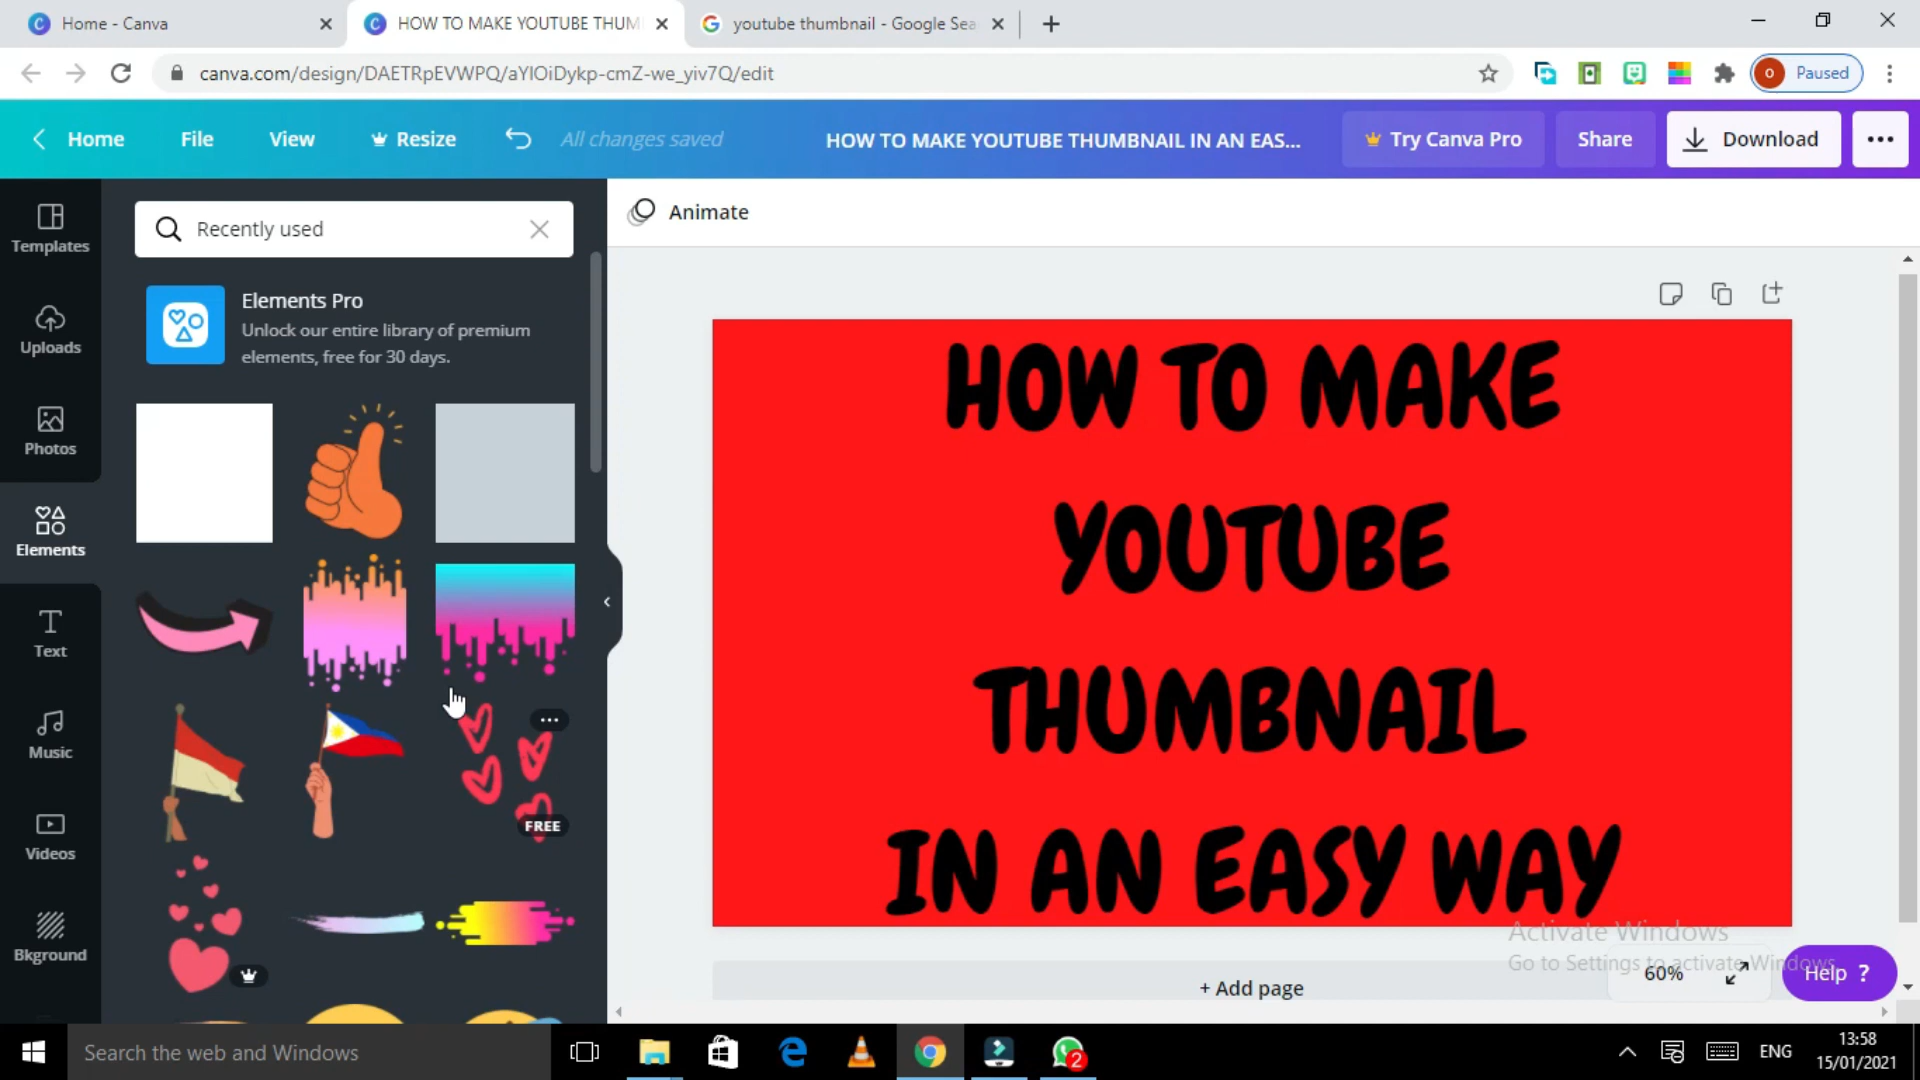 Home - Canva
HOW TO MAKE YOUTUBE THUM
youtube thumbnail - Google Sea
canva.com/design/DAETRpEVWPQ/aYlOiDykp-cmZ-we_yiv7Q/edit
Paused
Home
File
View
Resize
All changes saved
HOW TO MAKE YOUTUBE THUMBNAIL IN AN EAS...
Try Canva Pro
Share
Download
Templates
Uploads
Photos
Elements
Text
Music
Videos
Bkground
Recently used
Elements Pro
Unlock our entire library of premium
elements, free for 30 days.
FREE
Animate
HOW TO MAKE
YOUTUBE
THUMBNAIL
IN AN EASY WAY
Activate Windows
Go to Settings to activate Windows.
+ Add page
60%
Help ?
Search the web and Windows
2
ENG
13:58
15/01/2021